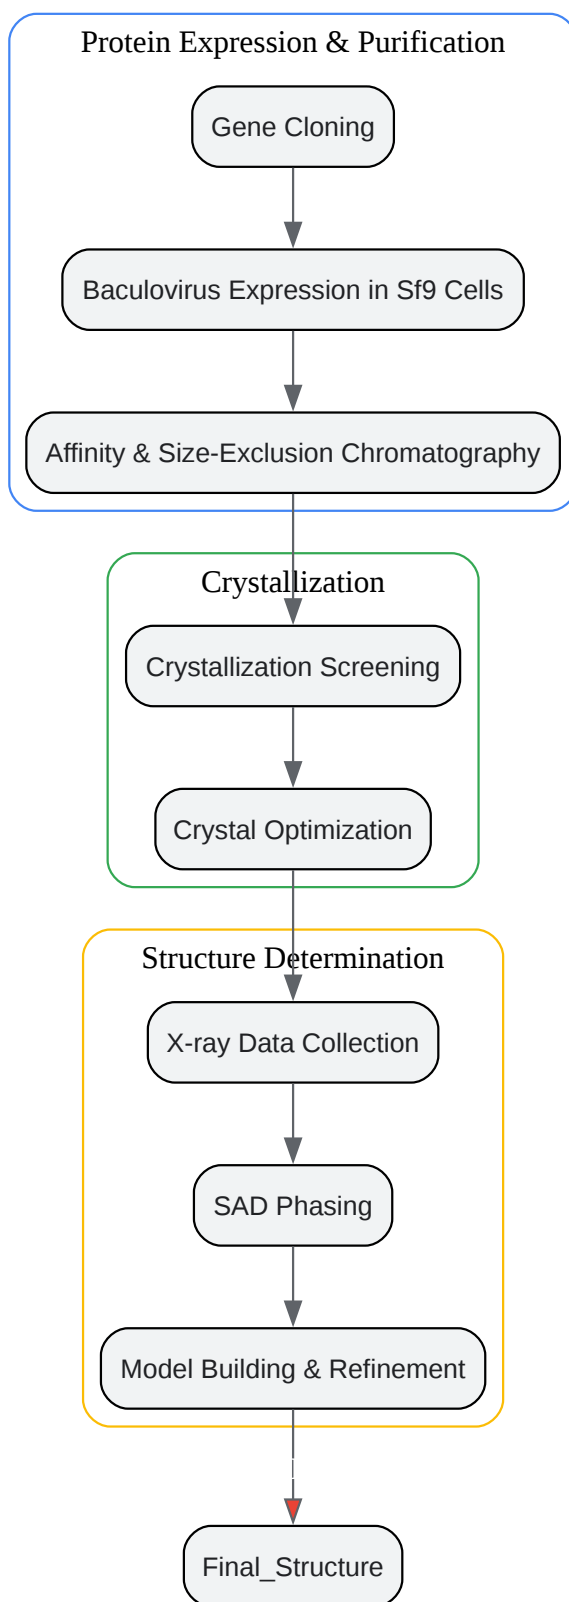 Protein Expression & Purification
Gene Cloning
Baculovirus Expression in Sf9 Cells
Affinity & Size-Exclusion Chromatography
Crystallization
Crystallization Screening
Crystal Optimization
Structure Determination
X-ray Data Collection
SAD Phasing
Model Building & Refinement
Final_Structure